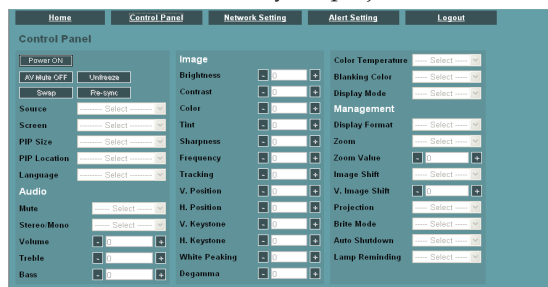 Home Control Panel Network Setting Alert Setting Logout
Control Panel
Power ON
AV Mute OFF Unfreeze
Swap Re-sync
Source ------- Select -------
Screen ------- Select -------
PIP Size ------- Select -------
PIP Location ------- Select -------
Language ------- Select -------
Audio
Mute ---- Select ----
Stereo/Mono ---- Select ----
Volume - 0 +
Treble - 0 +
Bass - 0 +
Image
Brightness - 0 +
Contrast - 0 +
Color - 0 +
Tint - 0 +
Sharpness - 0 +
Frequency - 0 +
Tracking - 0 +
V. Position - 0 +
H. Position - 0 +
V. Keystone - 0 +
H. Keystone - 0 +
White Peaking - 0 +
Degamma - 0 +
Color Temperature ---- Select ----
Blanking Color ---- Select ----
Display Mode ---- Select ----
Management
Display Format ---- Select ----
Zoom ---- Select ----
Zoom Value - 0 +
Image Shift ---- Select ----
V. Image Shift - 0 +
Projection ---- Select ----
Brite Mode ---- Select ----
Auto Shutdown ---- Select ----
Lamp Reminding ---- Select ----